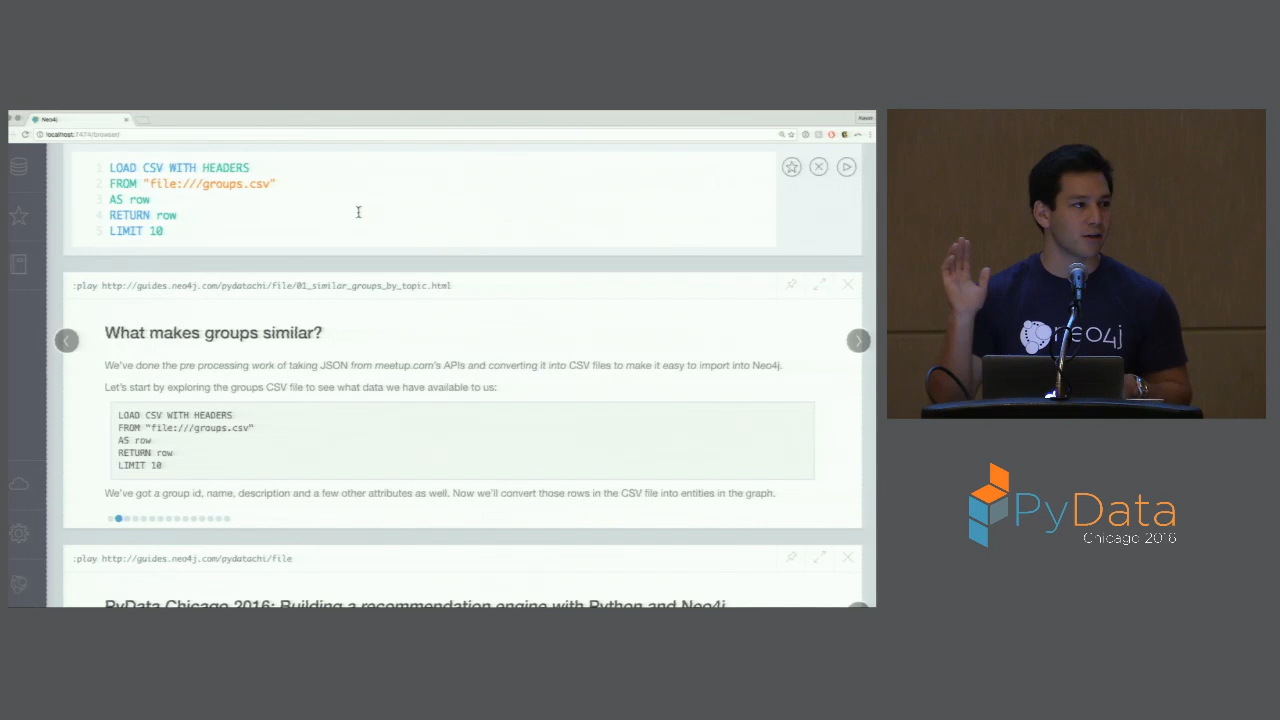 Neo4j
localhost:7474/browser/
1 LOAD CSV WITH HEADERS
2 FROM "file:///groups.csv"
3 AS row
4 RETURN row
5 LIMIT 10
:play http://guides.neo4j.com/pydatachi/file/01_similar_groups_by_topic.html
What makes groups similar?
We've done the pre processing work of taking JSON from meetup.com's APIs and converting it into CSV files to make it easy to import into Neo4j.
Let's start by exploring the groups CSV file to see what data we have available to us:
LOAD CSV WITH HEADERS
FROM "file:///groups.csv"
AS row
RETURN row
LIMIT 10
We've got a group id, name, description and a few other attributes as well. Now we'll convert those rows in the CSV file into entities in the graph.
:play http://guides.neo4j.com/pydatachi/file
PyData Chicago 2016: Building a recommendation engine with Python and Neo4j
neo4j
PyData
Chicago 2016